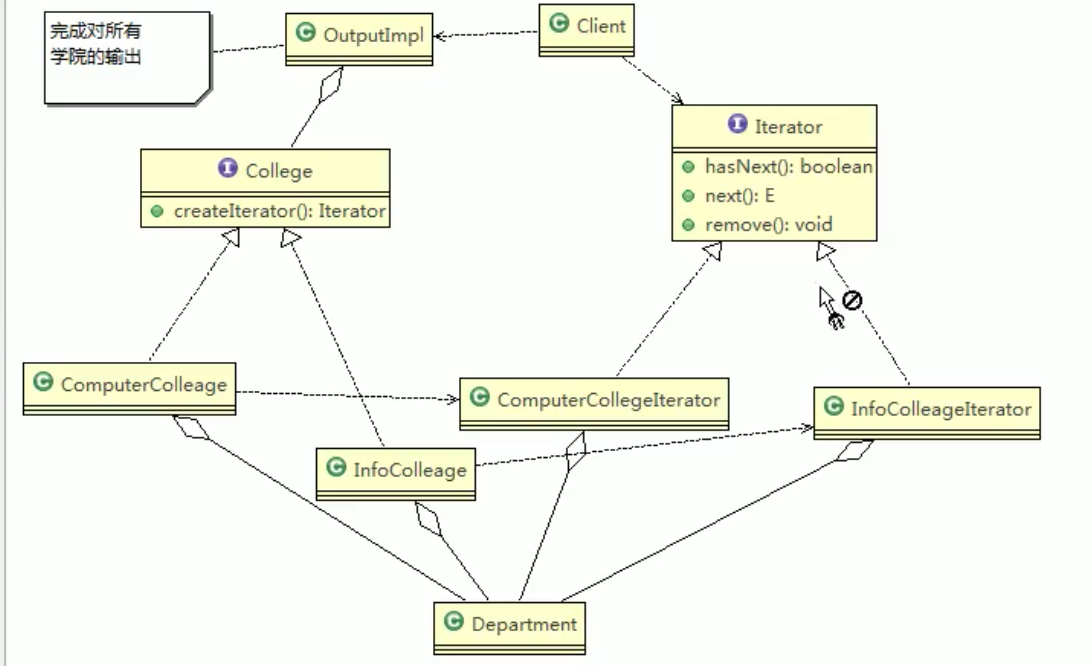 完成对所有
学院的输出
C OutputImpl
C Client
I Iterator
hasNext(): boolean
next(): E
remove(): void
I College
createIterator(): Iterator
C ComputerColleage
C ComputerCollegeIterator
C InfoColleageIterator
C InfoColleage
C Department